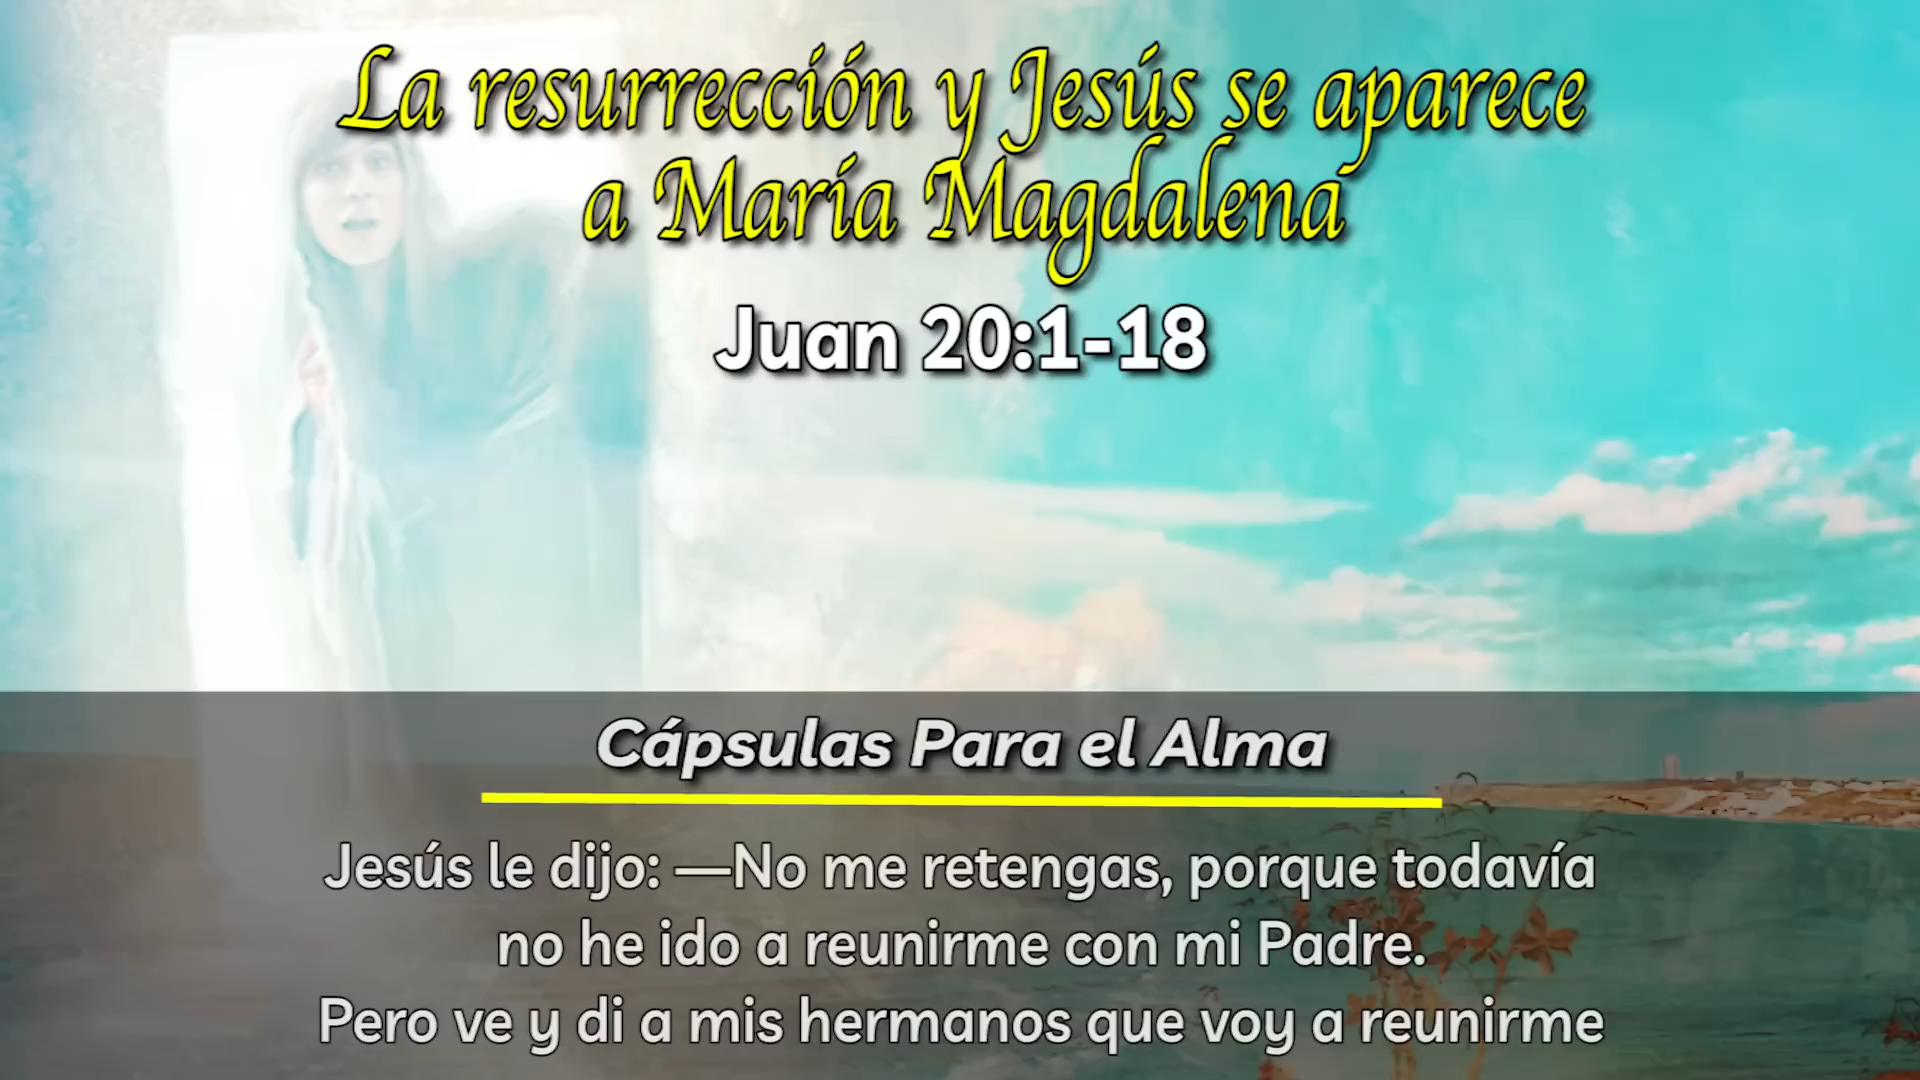 La resurrección y Jesús se aparece
a María Magdalena
Juan 20:1-18
Cápsulas Para el Alma
Jesús le dijo: —No me retengas, porque todavía
no he ido a reunirme con mi Padre.
Pero ve y di a mis hermanos que voy a reunirme